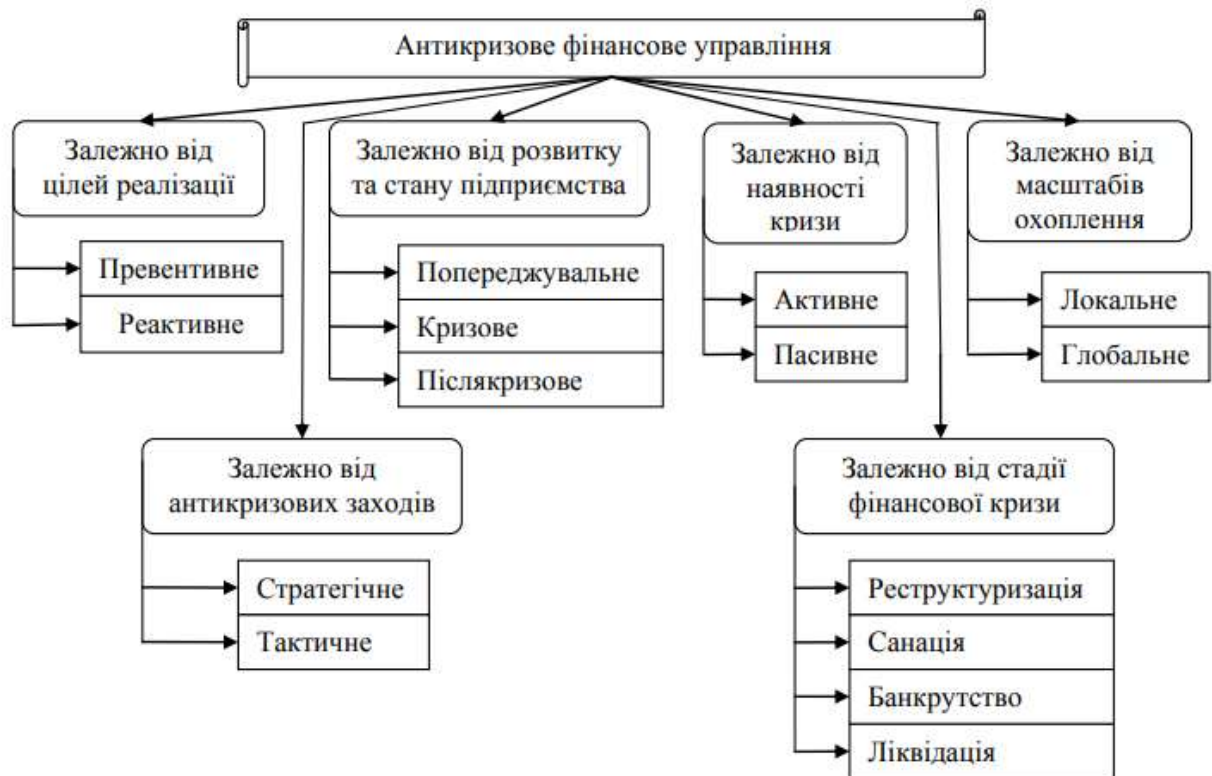 Антикризове фінансове управління
Залежно від
цілей реалізації
Превентивне
Реактивне
Залежно від розвитку
та стану підприємства
Попереджувальне
Кризове
Післякризове
Залежно від
наявності
кризи
Активне
Пасивне
Залежно від
масштабів
охоплення
Локальне
Глобальне
Залежно від
антикризових заходів
Стратегічне
Тактичне
Залежно від стадії
фінансової кризи
Реструктуризація
Санація
Банкрутство
Ліквідація